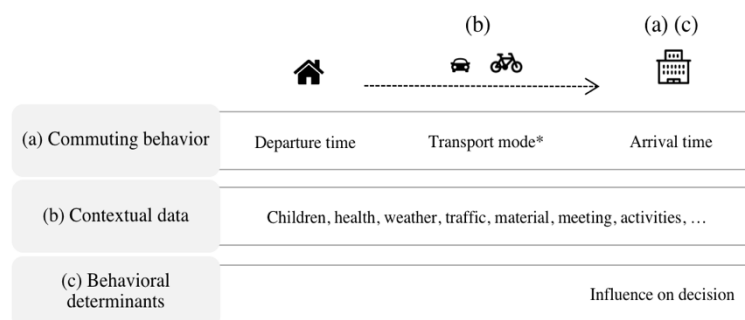 (b)
(a) (c)
(a) Commuting behavior
Departure time
Transport mode*
Arrival time
(b) Contextual data
Children, health, weather, traffic, material, meeting, activities, …
(c) Behavioral
determinants
Influence on decision